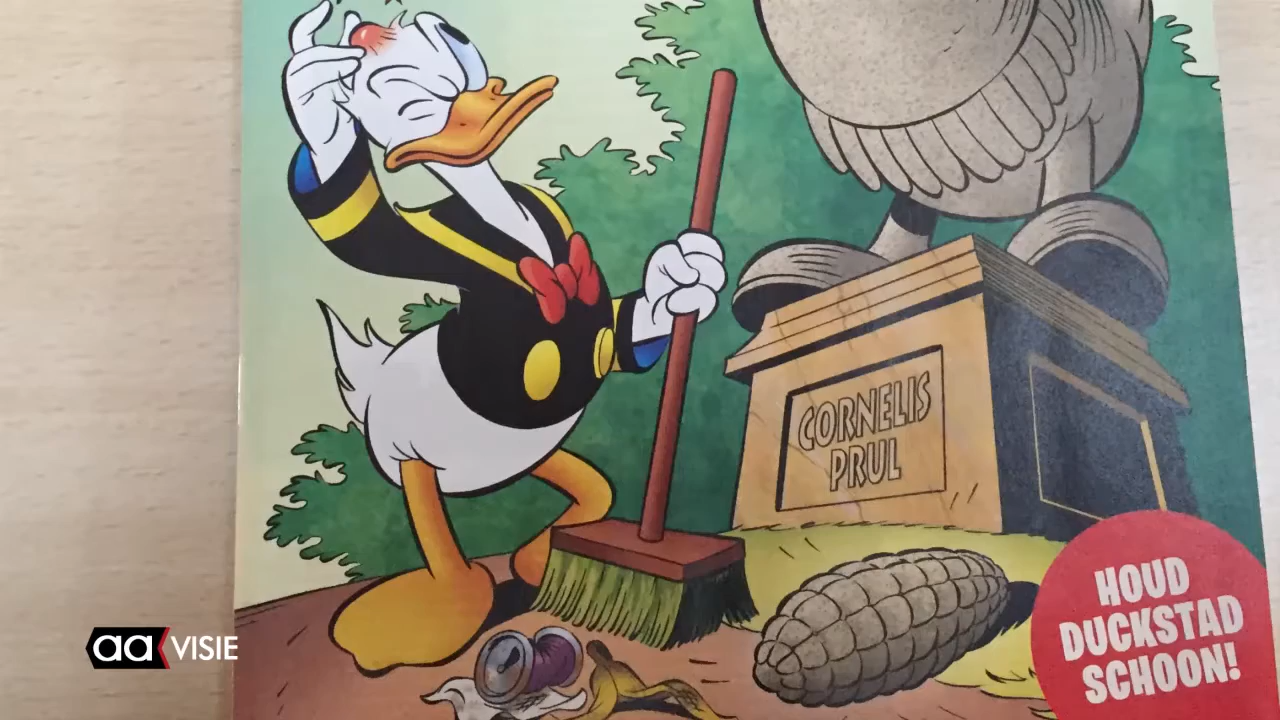 CORNELIS
PRUL
HOUD
DUCKSTAD
SCHOON!
aa VISIE